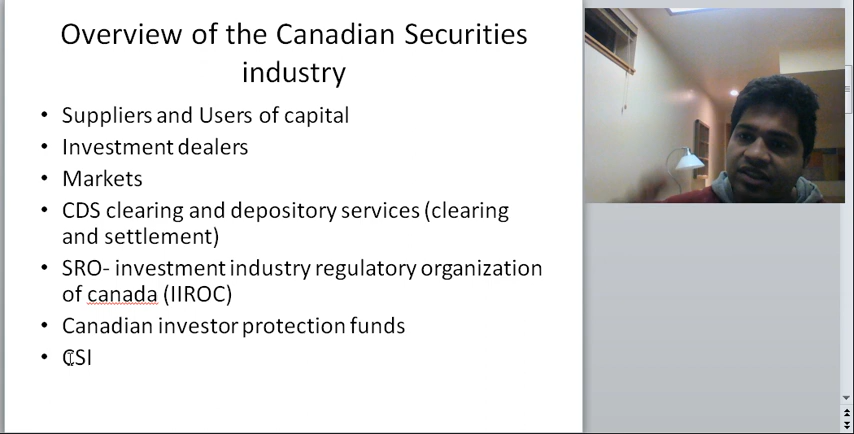 Overview of the Canadian Securities
industry
• Suppliers and Users of capital
• Investment dealers
• Markets
• CDS clearing and depository services (clearing
and settlement)
• SRO- investment industry regulatory organization
of canada (IIROC)
• Canadian investor protection funds
• CSI